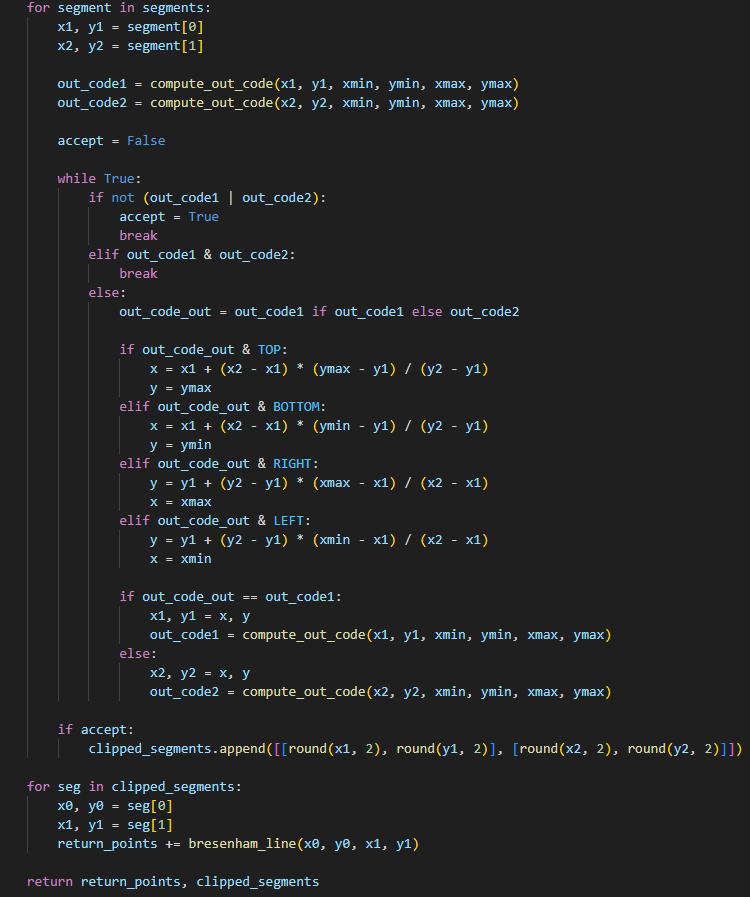 for segment in segments:
x1, y1 = segment[0]
x2, y2 = segment[1]
out_code1 = compute_out_code(x1, y1, xmin, ymin, xmax, ymax)
out_code2 = compute_out_code(x2, y2, xmin, ymin, xmax, ymax)
accept = False
while True:
if not (out_code1 | out_code2):
accept = True
break
elif out_code1 & out_code2:
break
else:
out_code_out = out_code1 if out_code1 else out_code2
if out_code_out & TOP:
x = x1 + (x2 - x1) * (ymax - y1) / (y2 - y1)
y = ymax
elif out_code_out & BOTTOM:
x = x1 + (x2 - x1) * (ymin - y1) / (y2 - y1)
y = ymin
elif out_code_out & RIGHT:
y = y1 + (y2 - y1) * (xmax - x1) / (x2 - x1)
x = xmax
elif out_code_out & LEFT:
y = y1 + (y2 - y1) * (xmin - x1) / (x2 - x1)
x = xmin
if out_code_out == out_code1:
x1, y1 = x, y
out_code1 = compute_out_code(x1, y1, xmin, ymin, xmax, ymax)
else:
x2, y2 = x, y
out_code2 = compute_out_code(x2, y2, xmin, ymin, xmax, ymax)
if accept:
clipped_segments.append([[round(x1, 2), round(y1, 2)], [round(x2, 2), round(y2, 2)]])
for seg in clipped_segments:
x0, y0 = seg[0]
x1, y1 = seg[1]
return_points += bresenham_line(x0, y0, x1, y1)
return return_points, clipped_segments